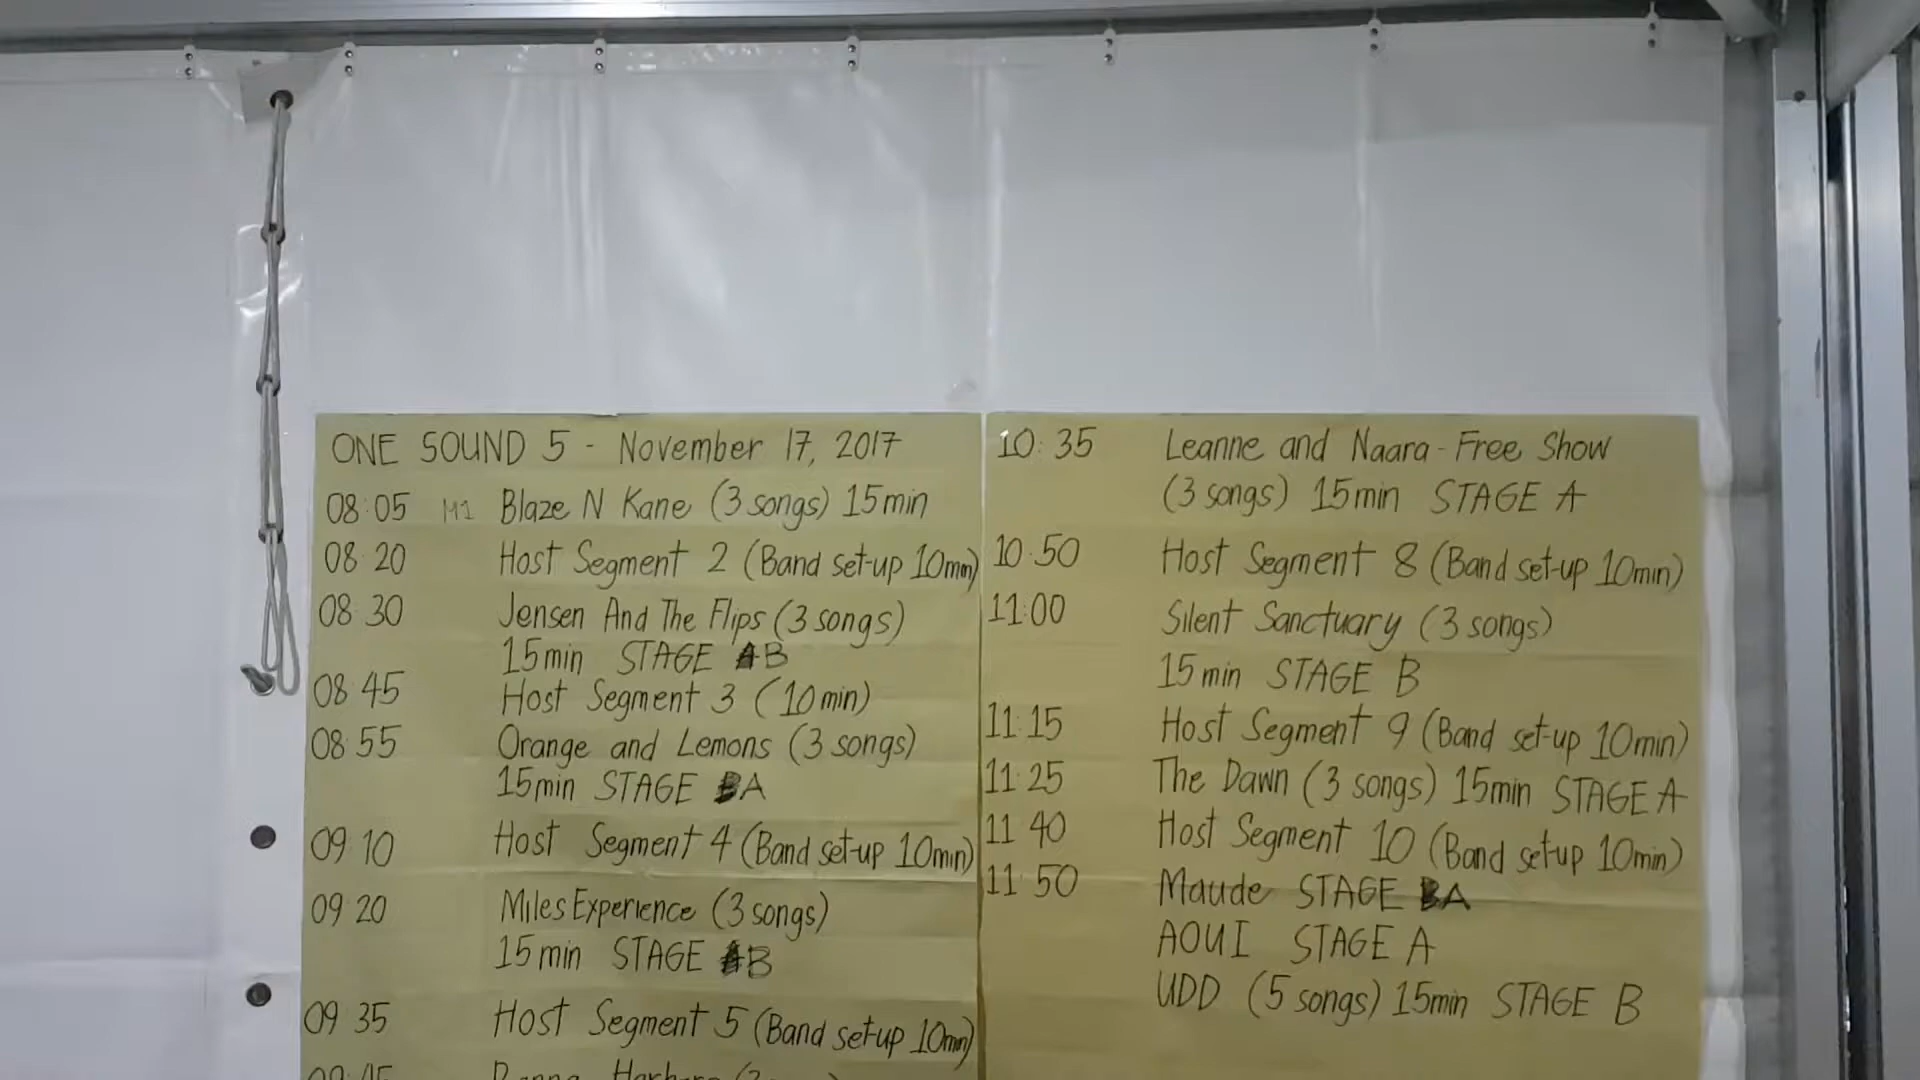 ONE SOUND 5 - November 17, 2017
08:05 M1 Blaze N Kane (3 songs) 15min
08:20 Host Segment 2 (Band set-up 10min)
08:30 Jensen And The Flips (3 songs)
15min STAGE B
08:45 Host Segment 3 (10 min)
08:55 Orange and Lemons (3 songs)
15min STAGE A
09:10 Host Segment 4 (Band set-up 10min)
09 20 Miles Experience (3 songs)
15 min STAGE B
09 35 Host Segment 5 (Band set-up 10min)
10:35 Leanne and Naara - Free Show
(3 songs) 15min STAGE A
10:50 Host Segment 8 (Band set-up 10min)
11:00 Silent Sanctuary (3 songs)
15 min STAGE B
11:15 Host Segment 9 (Band set-up 10min)
11:25 The Dawn (3 songs) 15min STAGE A
11 40 Host Segment 10 (Band set-up 10min)
11 50 Maude STAGE A
AOUI STAGE A
UDD (5 songs) 15min STAGE B